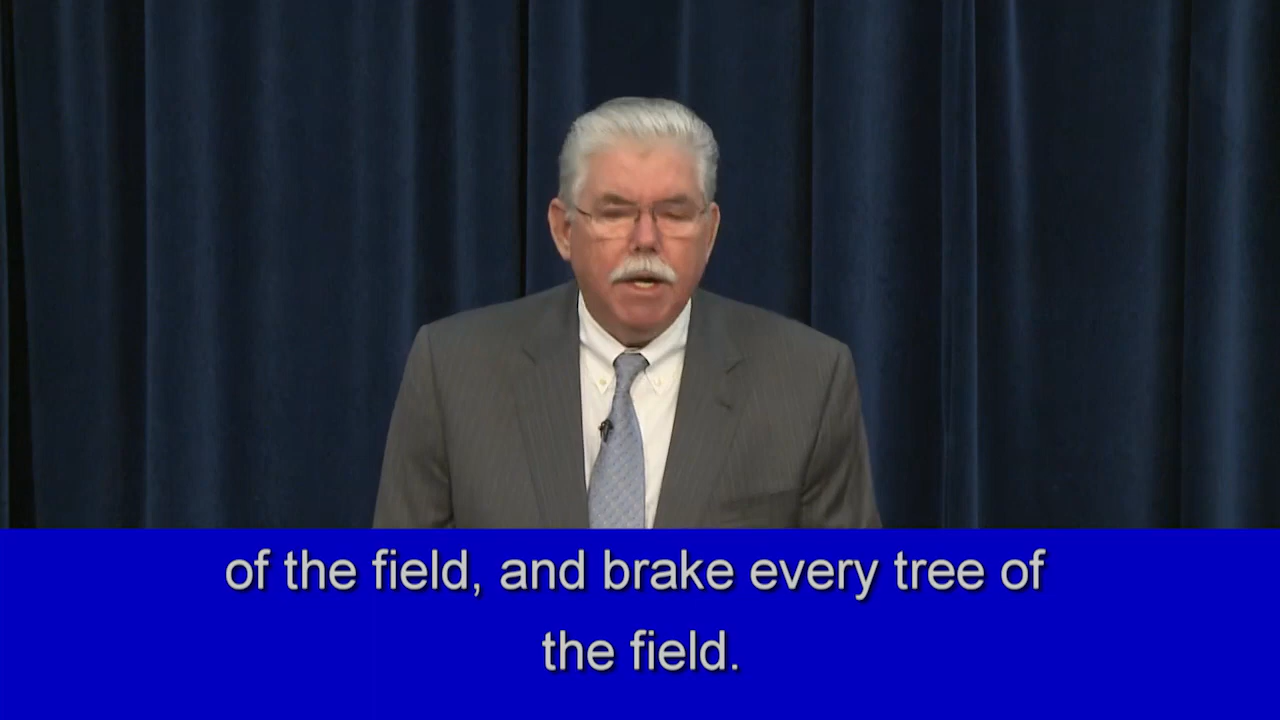 of the field, and brake every tree of
the field.